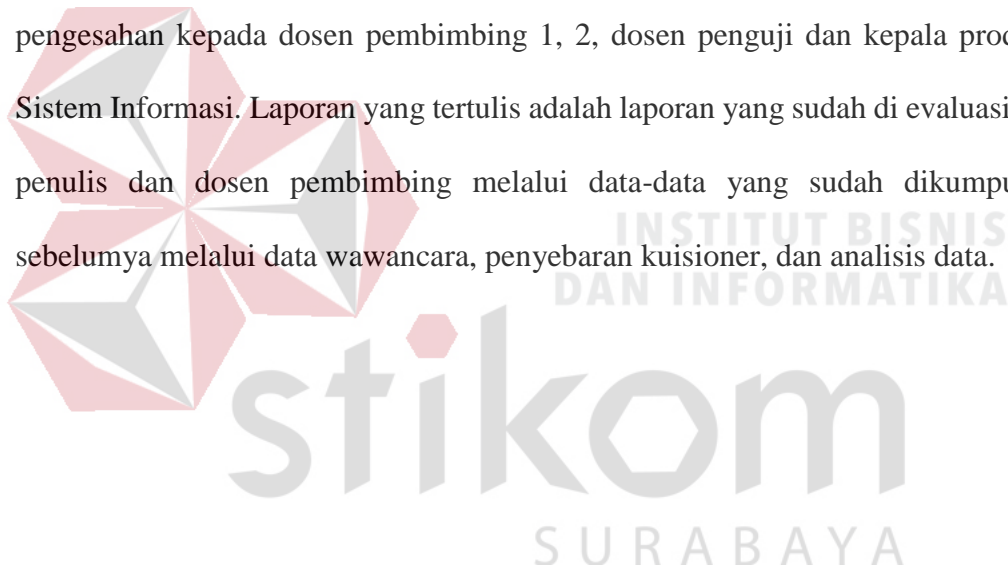 pengesahan kepada dosen pembimbing 1, 2, dosen penguji dan kepala
Sistem Informasi. Laporan yang tertulis adalah laporan yang sudah di evaluasi
penulis dan dosen pembimbing melalui data-data yang sudah
sebelumya melalui data wawancara, penyebaran kuisioner, dan analisis data.
INSTITUT BISNIS
DAN INFORMATIKA
stikom
SURABAYA